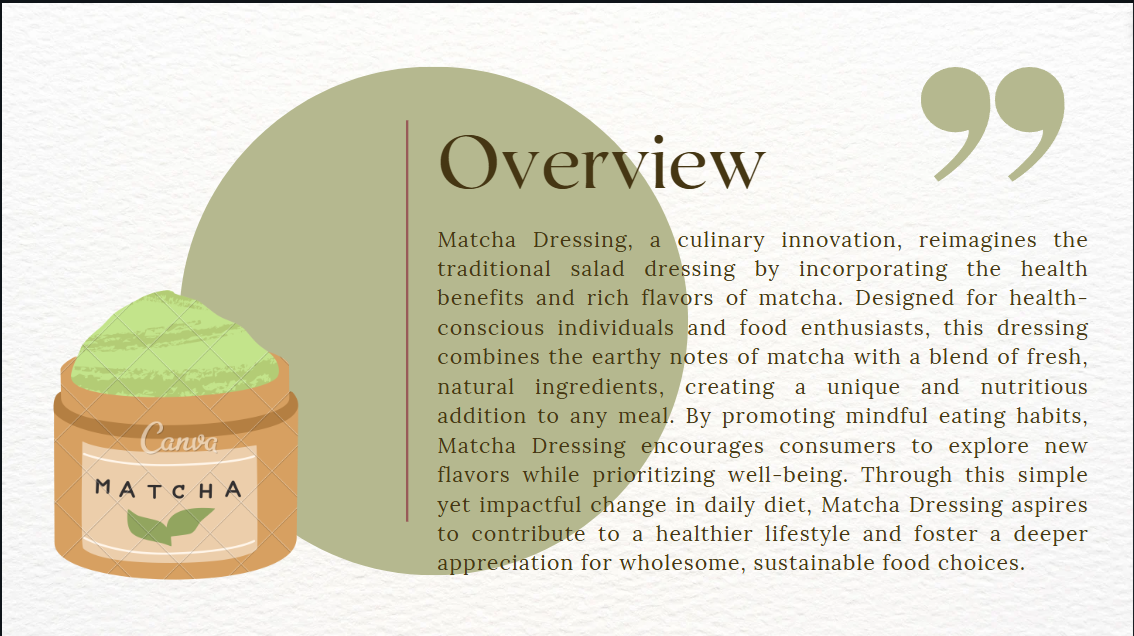 Overview
Matcha Dressing, a culinary innovation, reimagines the
traditional salad dressing by incorporating the health
benefits and rich flavors of matcha. Designed for health-
conscious individuals and food enthusiasts, this dressing
combines the earthy notes of matcha with a blend of fresh,
natural ingredients, creating a unique and nutritious
addition to any meal. By promoting mindful eating habits,
Matcha Dressing encourages consumers to explore new
flavors while prioritizing well-being. Through this simple
yet impactful change in daily diet, Matcha Dressing aspires
to contribute to a healthier lifestyle and foster a deeper
appreciation for wholesome, sustainable food choices.
Canva
MATCHA